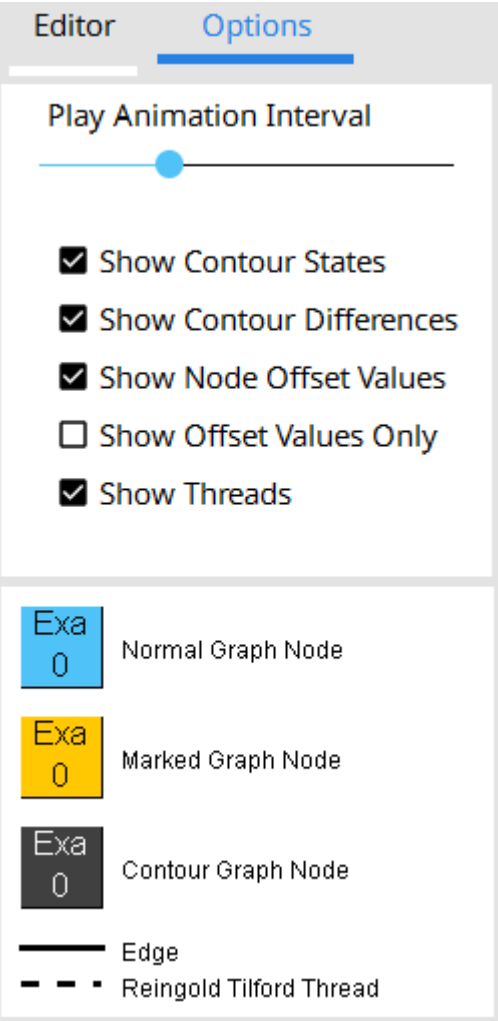 Editor Options
Play Animation Interval
Show Contour States
Show Contour Differences
Show Node Offset Values
Show Offset Values Only
Show Threads
Exa
0
Normal Graph Node
Exa
0
Marked Graph Node
Exa
0
Contour Graph Node
Edge
Reingold Tilford Thread